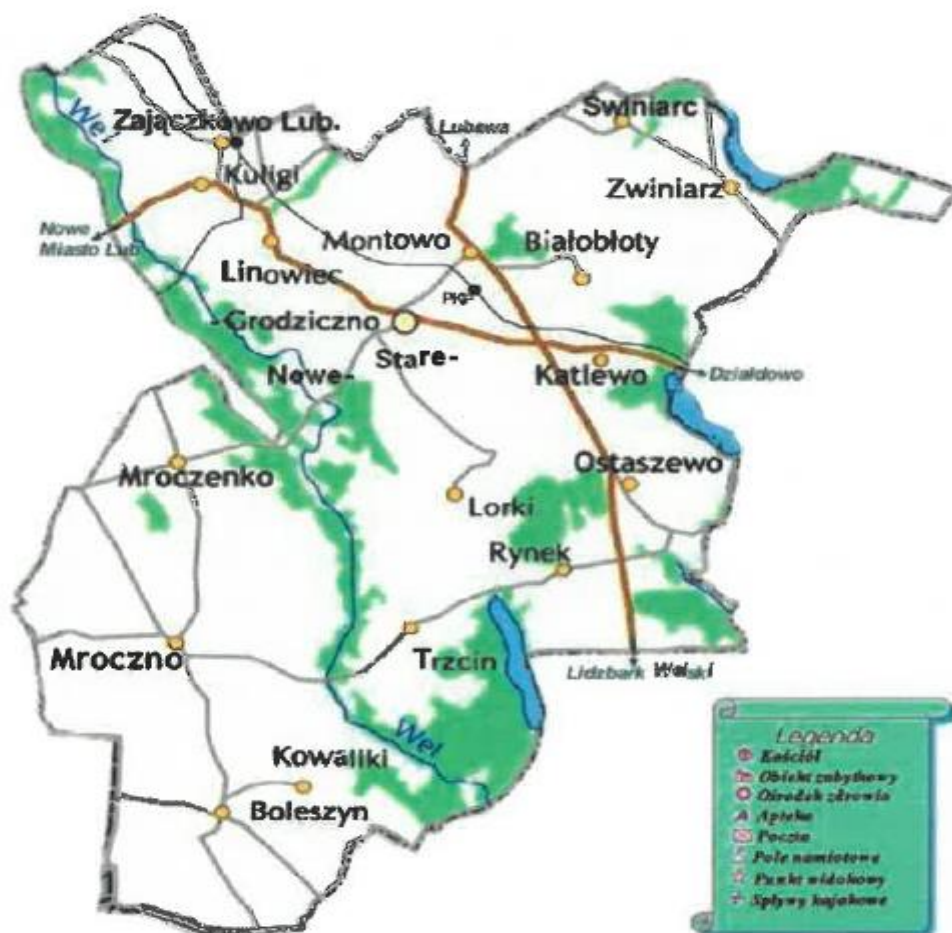 Wel
Zajączkowo Lub.
Lubawa
Świniarc
Kuligi
Zwiniarz
Nowe
Miasto Lub
Montowo
Białobłoty
Linowiec
PKP
-Grodziczno
Stare-
Nowe-
Katlewo
Działdowo
Mroczenko
Ostaszewo
Lorki
Rynek
Mroczno
Trzcin
Lidzbark Welski
Wel
Kowaliki
Boleszyn
Legenda
Kościół
Obiekt zabytkowy
Ośrodek zdrowia
Apteka
Poczta
Pole namiotowe
Punkt widokowy
Spływy kajakowe